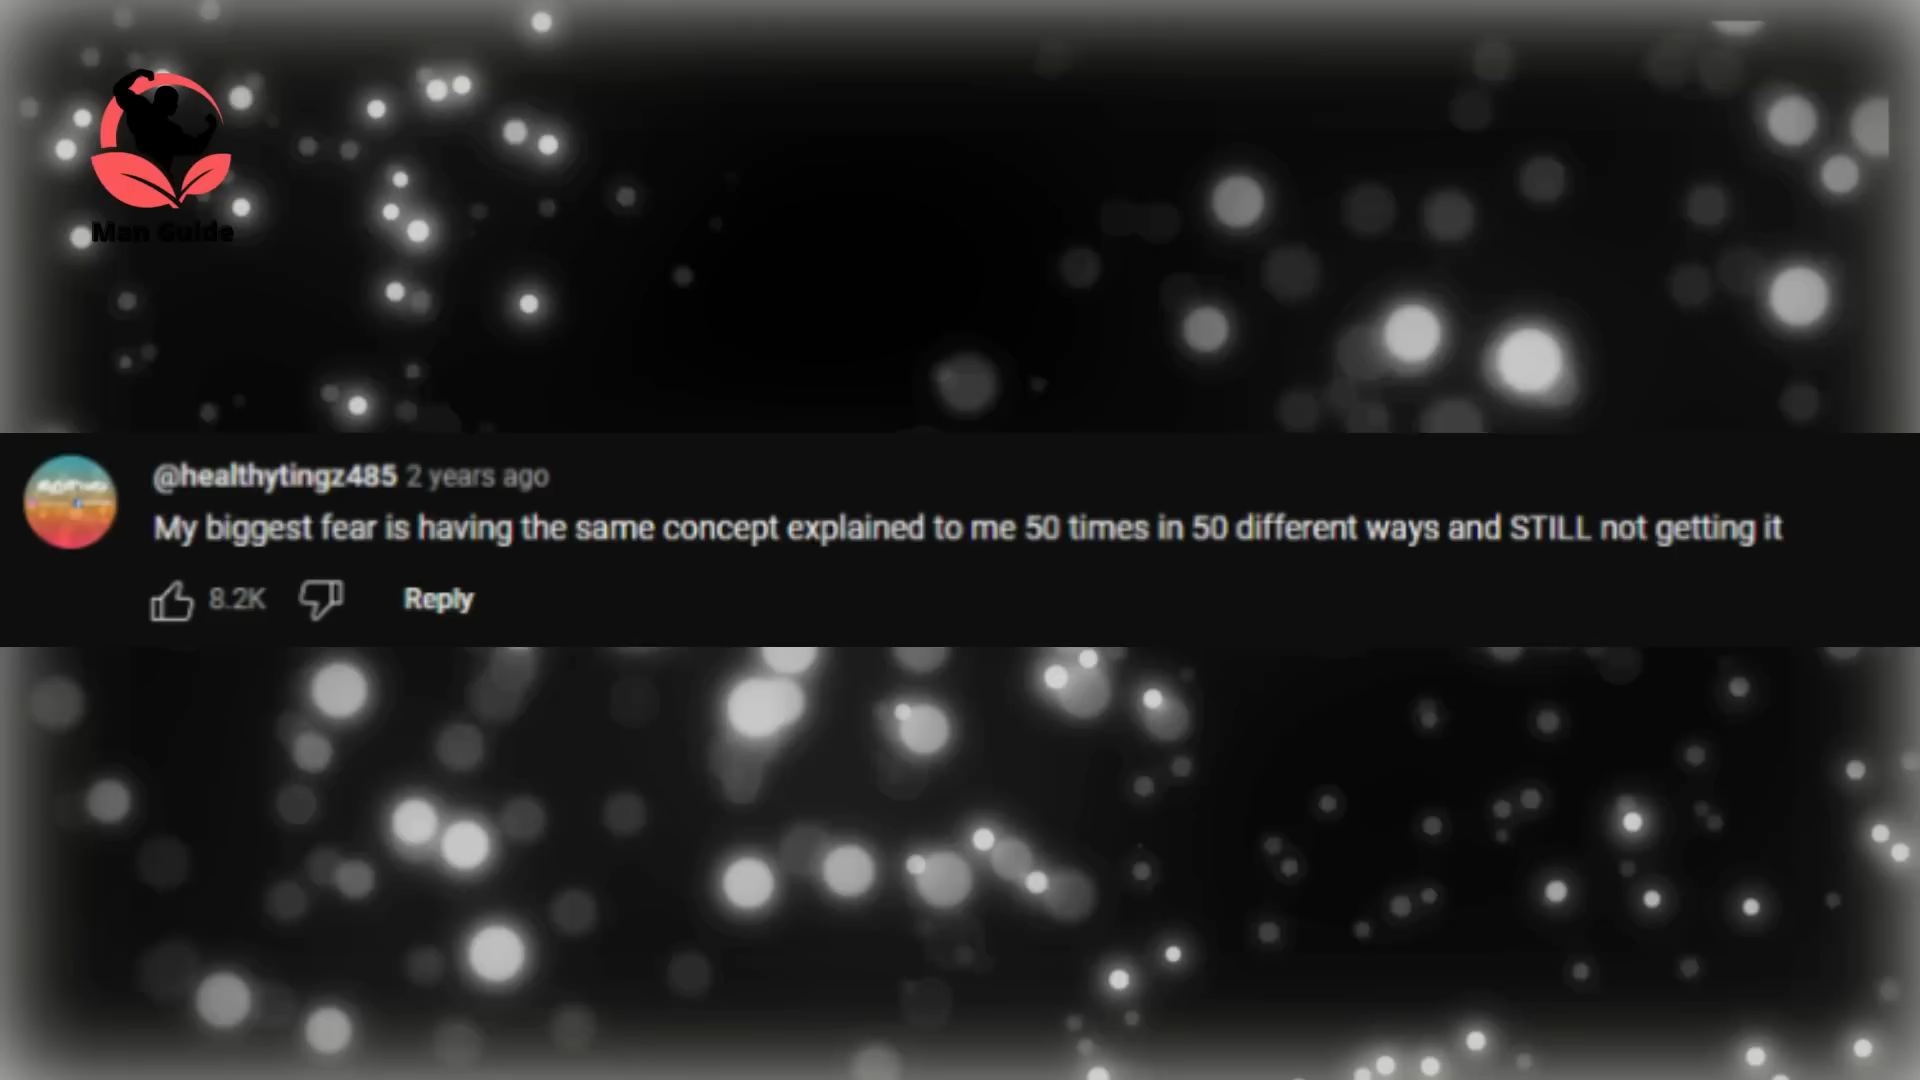 Man Guide
@healthytingz485 2 years ago
My biggest fear is having the same concept explained to me 50 times in 50 different ways and STILL not getting it
8.2K Reply